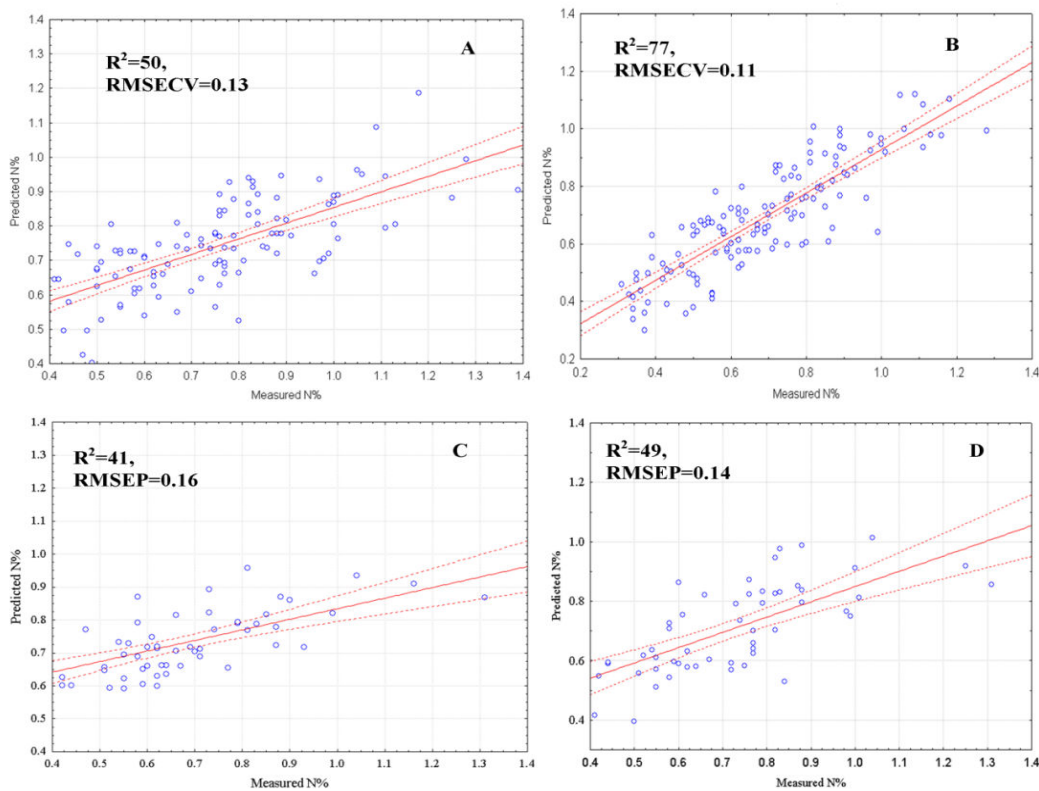 A
R²=50,
RMSECV=0.13
Predicted N%
1.4
1.3
1.2
1.1
1.0
0.9
0.8
0.7
0.6
0.5
0.4
0.4 0.5 0.6 0.7 0.8 0.9 1.0 1.1 1.2 1.3 1.4
Measured N%
B
R²=77,
RMSECV=0.11
Predicted N%
1.4
1.2
1.0
0.8
0.6
0.4
0.2
0.2 0.4 0.6 0.8 1.0 1.2 1.4
Measured N%
C
R²=41,
RMSEP=0.16
Predicted N%
1.4
1.3
1.2
1.1
1.0
0.9
0.8
0.7
0.6
0.5
0.4
0.4 0.5 0.6 0.7 0.8 0.9 1.0 1.1 1.2 1.3 1.4
Measured N%
D
R²=49,
RMSEP=0.14
Predicted N%
1.4
1.2
1.0
0.8
0.6
0.4
0.4 0.5 0.6 0.7 0.8 0.9 1.0 1.1 1.2 1.3 1.4
Measured N%